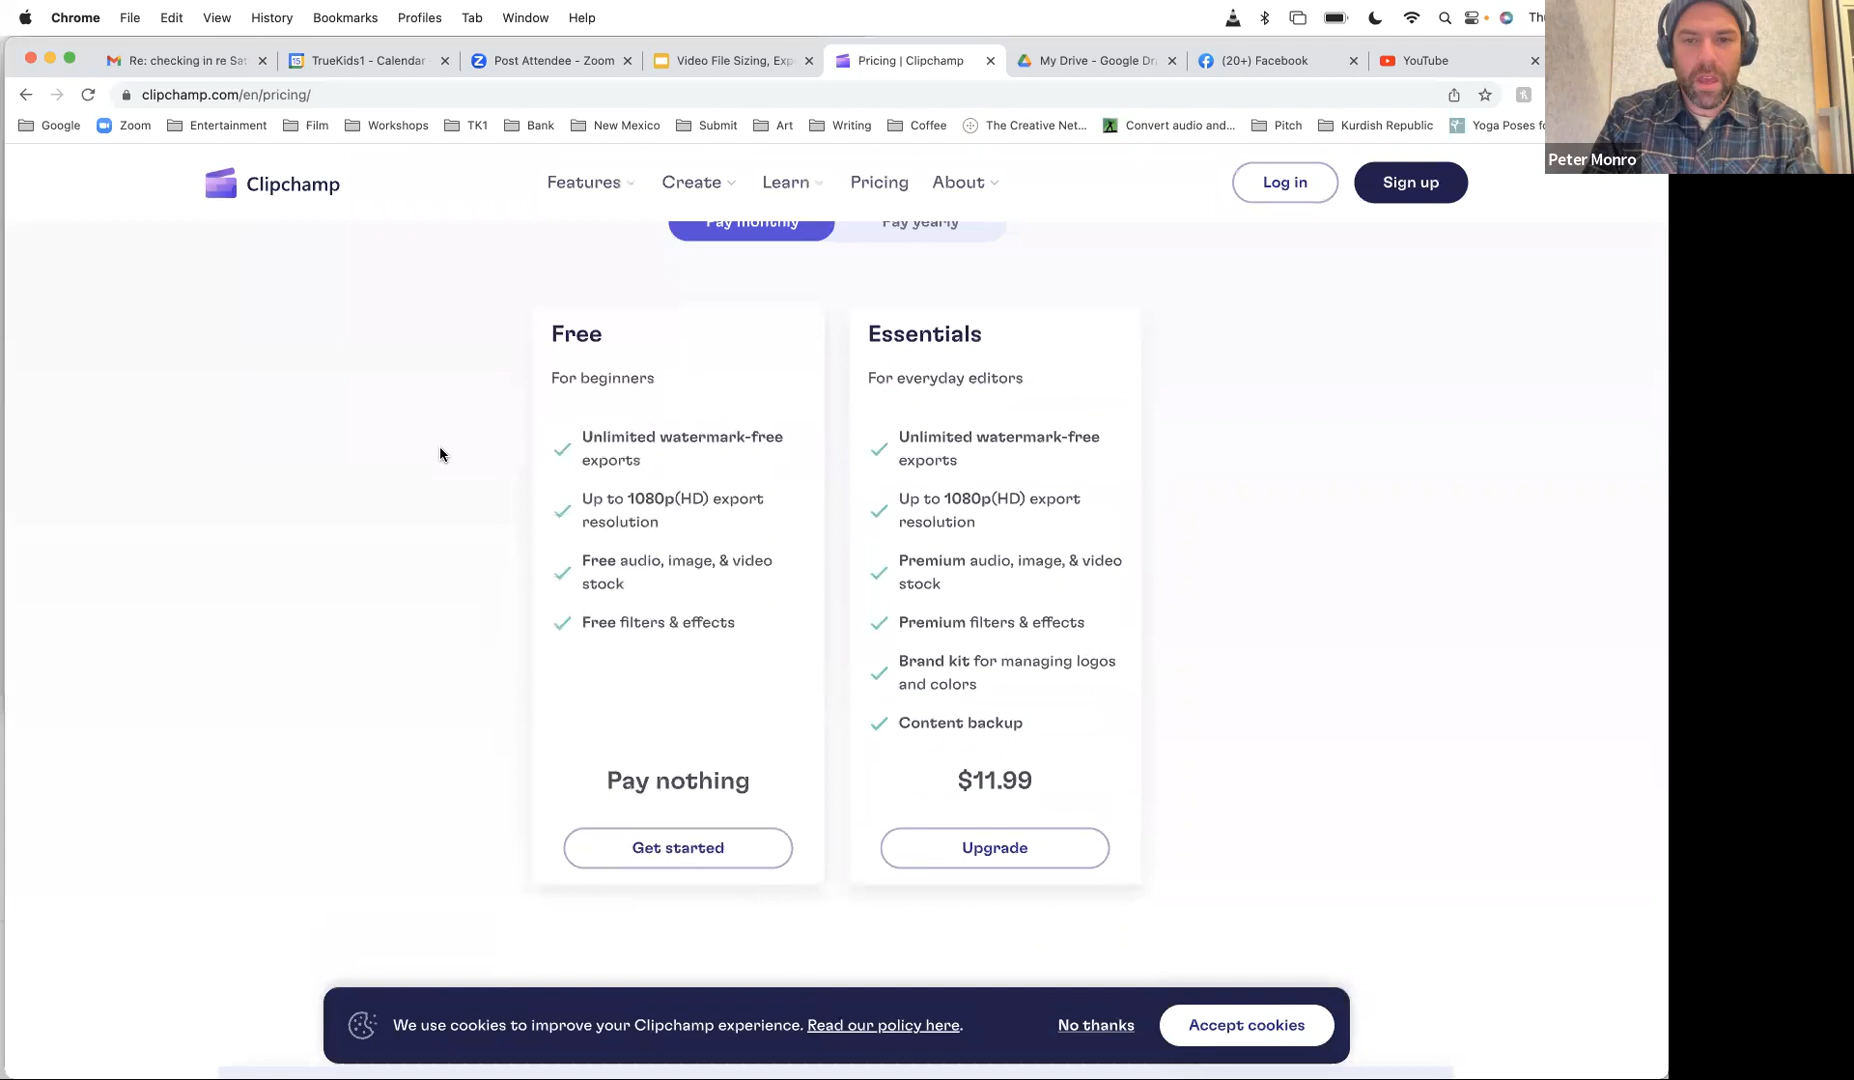 Chrome File Edit View History Bookmarks Profiles Tab Window Help
Re: checking in re Sat
TrueKids1 - Calendar
Post Attendee - Zoom
Video File Sizing, Exp
Pricing | Clipchamp
My Drive - Google Dr
(20+) Facebook
YouTube
clipchamp.com/en/pricing/
Google Zoom Entertainment Film Workshops TK1 Bank New Mexico Submit Art Writing Coffee The Creative Net... Convert audio and... Pitch Kurdish Republic Yoga Poses fo
Peter Monro
Clipchamp
Features Create Learn Pricing About
Log in
Sign up
Pay monthly
Pay yearly
Free
For beginners
Unlimited watermark-free
exports
Up to 1080p(HD) export
resolution
Free audio, image, & video
stock
Free filters & effects
Pay nothing
Get started
Essentials
For everyday editors
Unlimited watermark-free
exports
Up to 1080p(HD) export
resolution
Premium audio, image, & video
stock
Premium filters & effects
Brand kit for managing logos
and colors
Content backup
$11.99
Upgrade
We use cookies to improve your Clipchamp experience. Read our policy here.
No thanks
Accept cookies